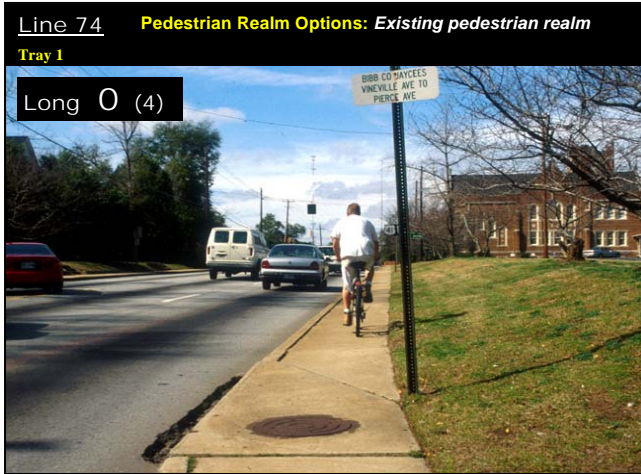 Line 74
Pedestrian Realm Options: Existing pedestrian realm
Tray 1
Long 0 (4)
BIBB CO JAYCEES
VINEVILLE AVE TO
PIERCE AVE